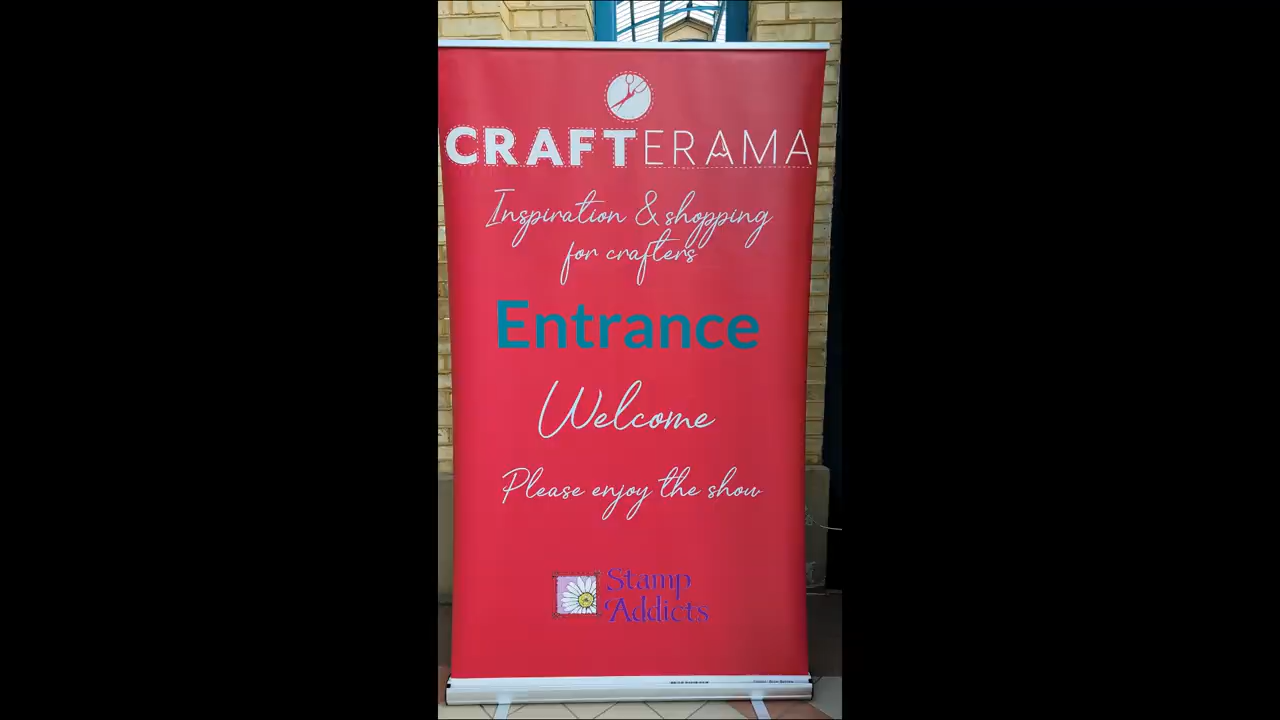 CRAFTERAMA
Inspiration & shopping
for crafters
Entrance
Welcome
Please enjoy the show
Stamp
Addicts